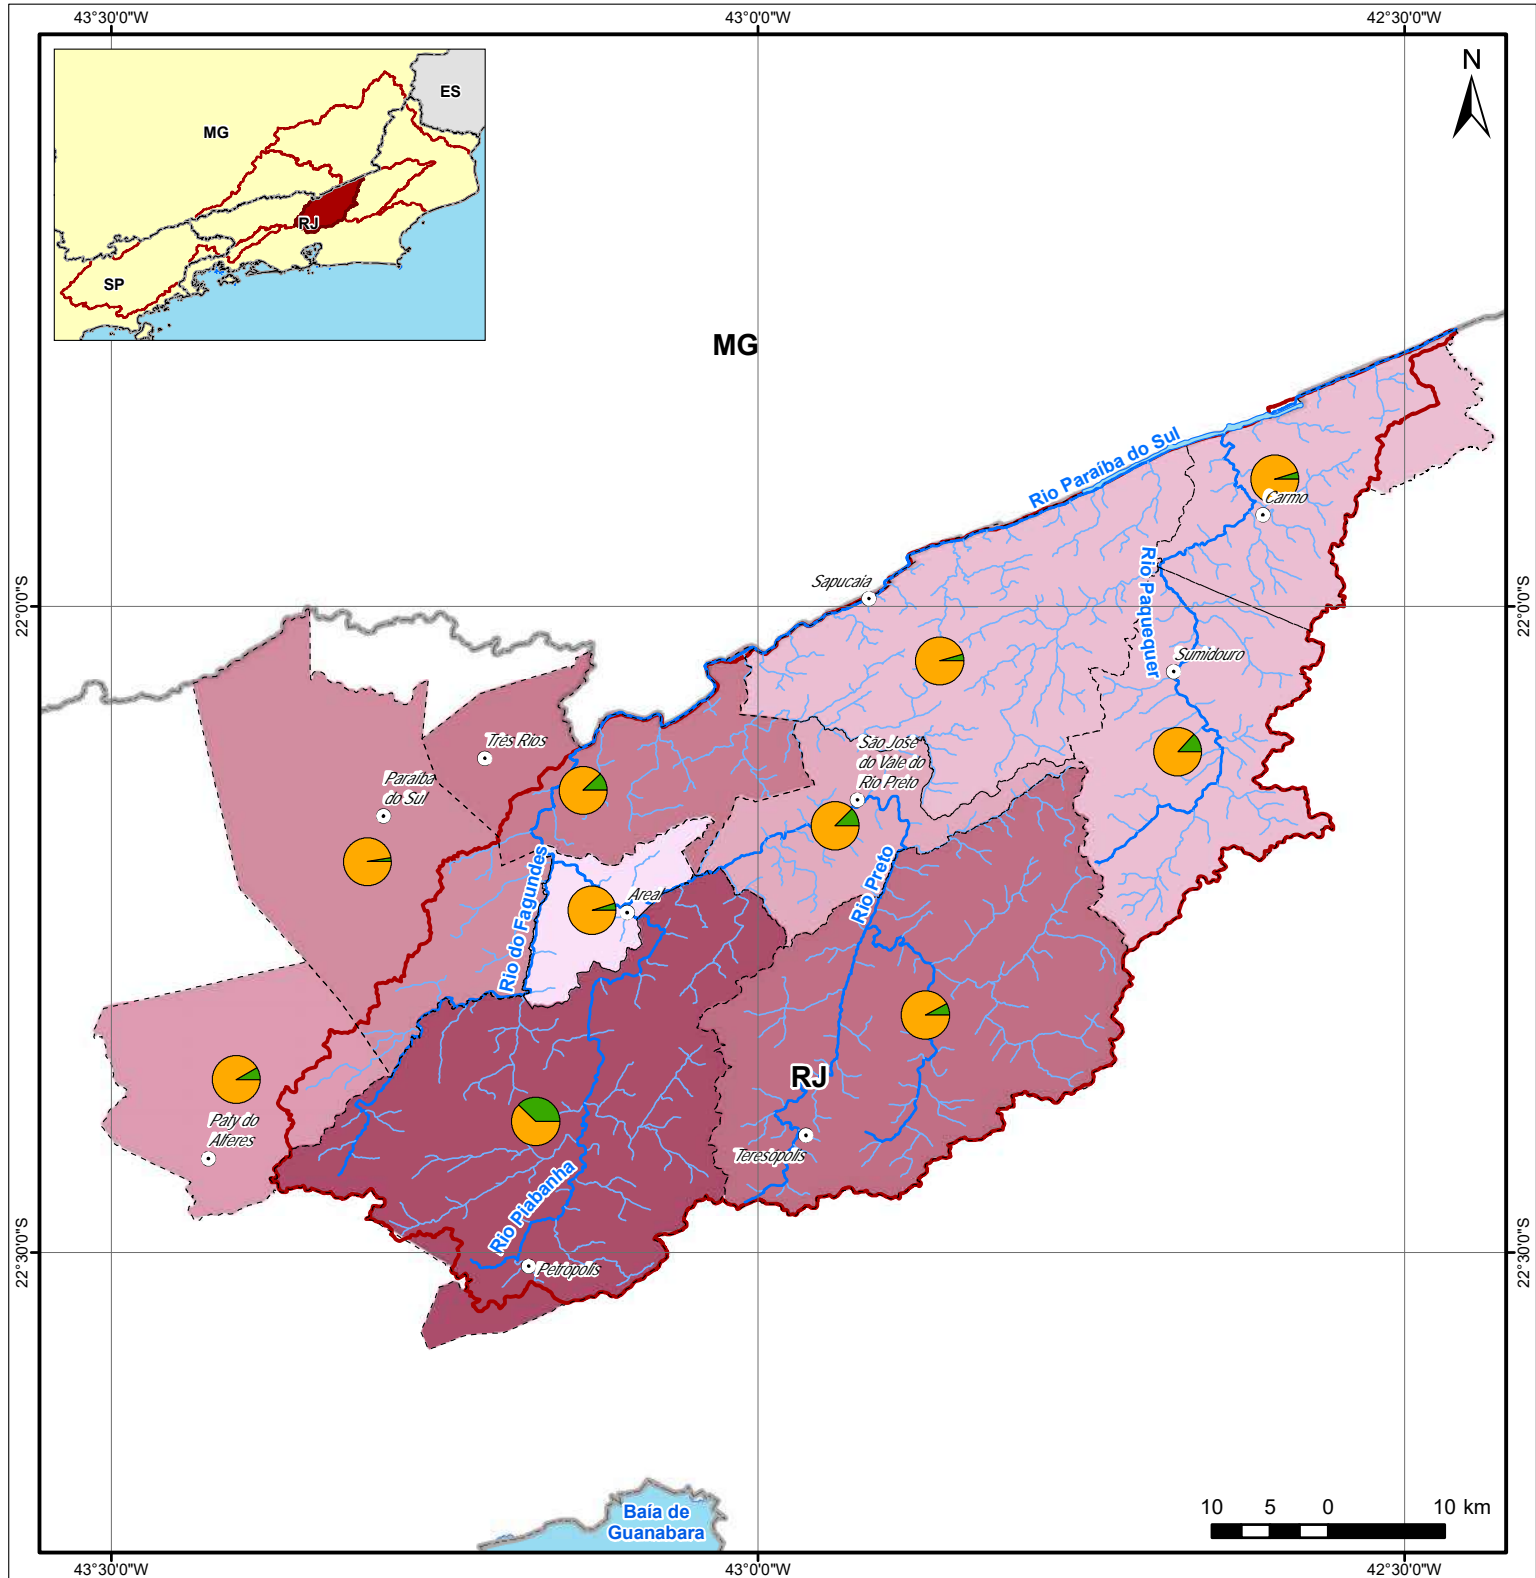 43°30'0"W
43°0'0"W
42°30'0"W
N
ES
MG
RJ
SP
MG
Rio Paraíba do Sul
Carmo
Sapucaia
Rio Paquequer
22°0'0"S
22°0'0"S
Sumidouro
Três Rios
São José
do Vale do
Rio Preto
Paraíba
do Sul
Rio do Fagundes
Areal
Rio Preto
RJ
Paty do
Alferes
Teresópolis
Rio Piabanha
22°30'0"S
22°30'0"S
Petrópolis
Baía de
Guanabara
10 5 0 10 km
43°30'0"W
43°0'0"W
42°30'0"W